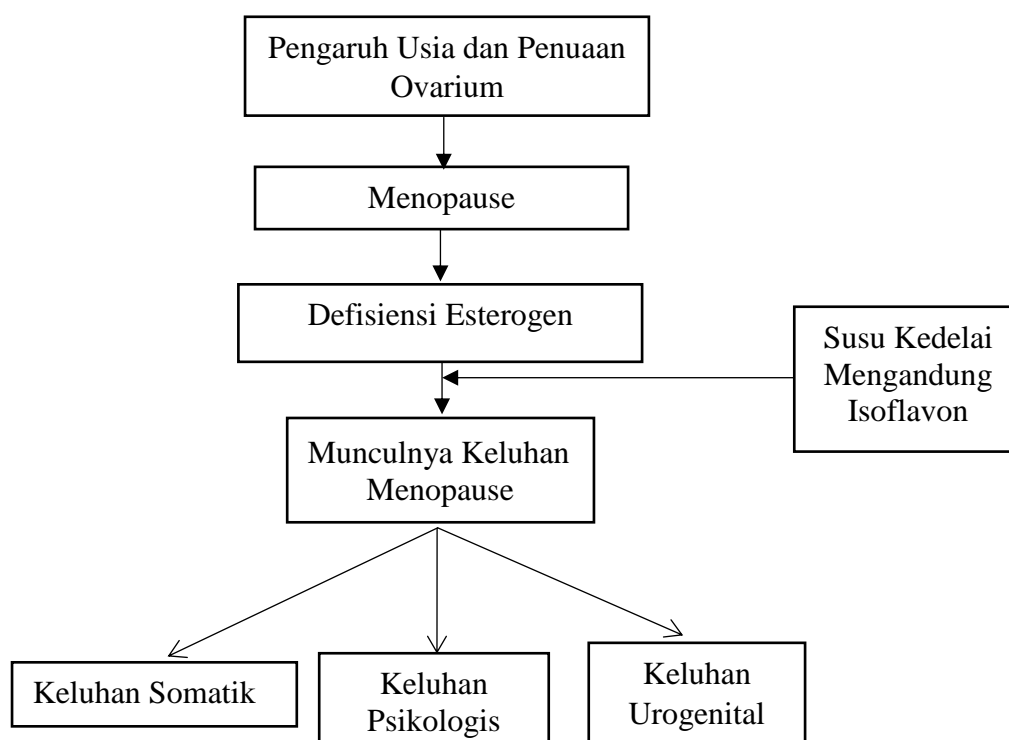 Pengaruh Usia dan Penuaan
Ovarium
Menopause
Defisiensi Esterogen
Susu Kedelai
Mengandung
Isoflavon
Munculnya Keluhan
Menopause
Keluhan Somatik
Keluhan
Psikologis
Keluhan
Urogenital